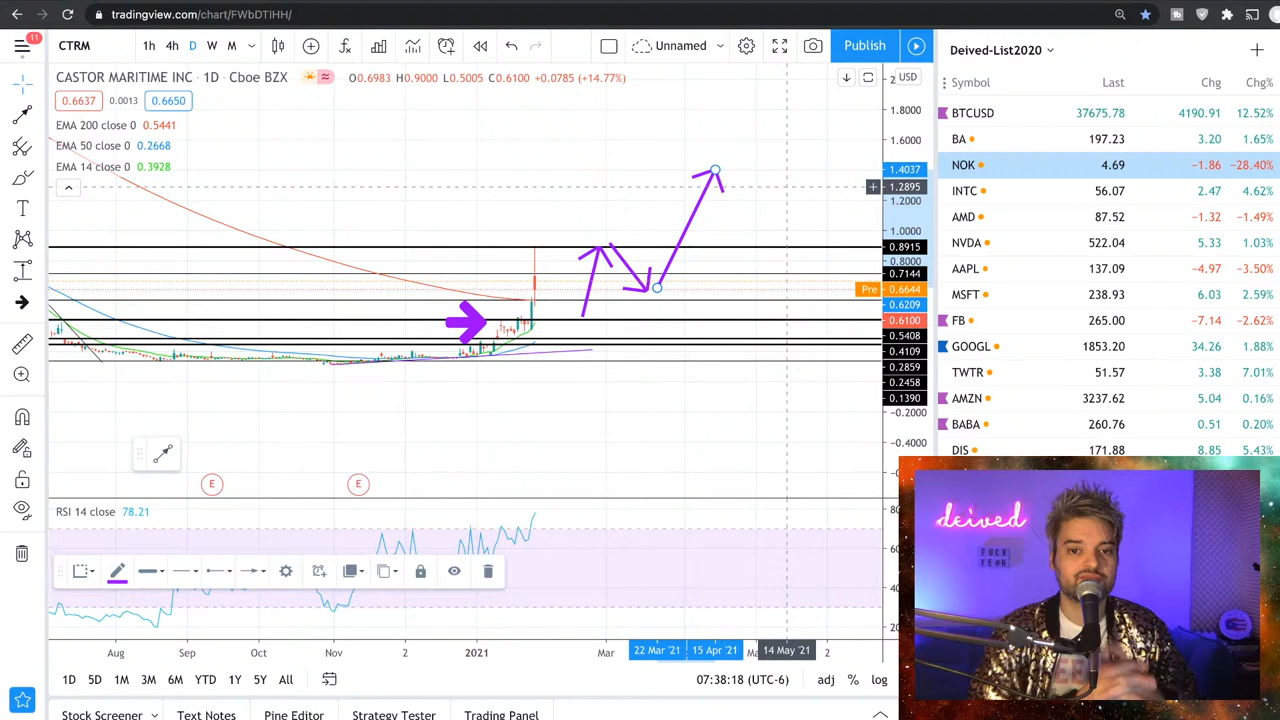 tradingview.com/chart/FWbDTIHH/
11
CTRM
1h 4h D W M
Unnamed
Publish
Deived-List2020
CASTOR MARITIME INC · 1D · Cboe BZX
O0.6983 H0.9000 L0.5005 C0.6100 +0.0785 (+14.77%)
USD
0.6637 0.0013 0.6650
EMA 200 close 0 0.5441
EMA 50 close 0 0.2668
EMA 14 close 0 0.3928
1.8000
1.6000
1.4037
1.2895
1.2000
1.0000
0.8915
0.8000
0.7144
Pre 0.6644
0.6209
0.6100
0.5408
0.4109
0.2859
0.2458
0.1390
-0.2000
-0.4000
E E
RSI 14 close 78.21
Aug Sep Oct Nov 2 2021 Mar 22 Mar '21 15 Apr '21 14 May '21 2
1D 5D 1M 3M 6M YTD 1Y 5Y All
07:38:18 (UTC-6) adj % log
Stock Screener Text Notes Pine Editor Strategy Tester Trading Panel
Symbol Last Chg Chg%
BTCUSD 37675.78 4190.91 12.52%
BA 197.23 3.20 1.65%
NOK 4.69 −1.86 −28.40%
INTC 56.07 2.47 4.62%
AMD 87.52 −1.32 −1.49%
NVDA 522.04 5.33 1.03%
AAPL 137.09 −4.97 −3.50%
MSFT 238.93 6.03 2.59%
FB 265.00 −7.14 −2.62%
GOOGL 1853.20 34.26 1.88%
TWTR 51.57 3.38 7.01%
AMZN 3237.62 5.04 0.16%
BABA 260.76 0.51 0.20%
DIS 171.88 8.85 5.43%
deived
FUCK
YEAH